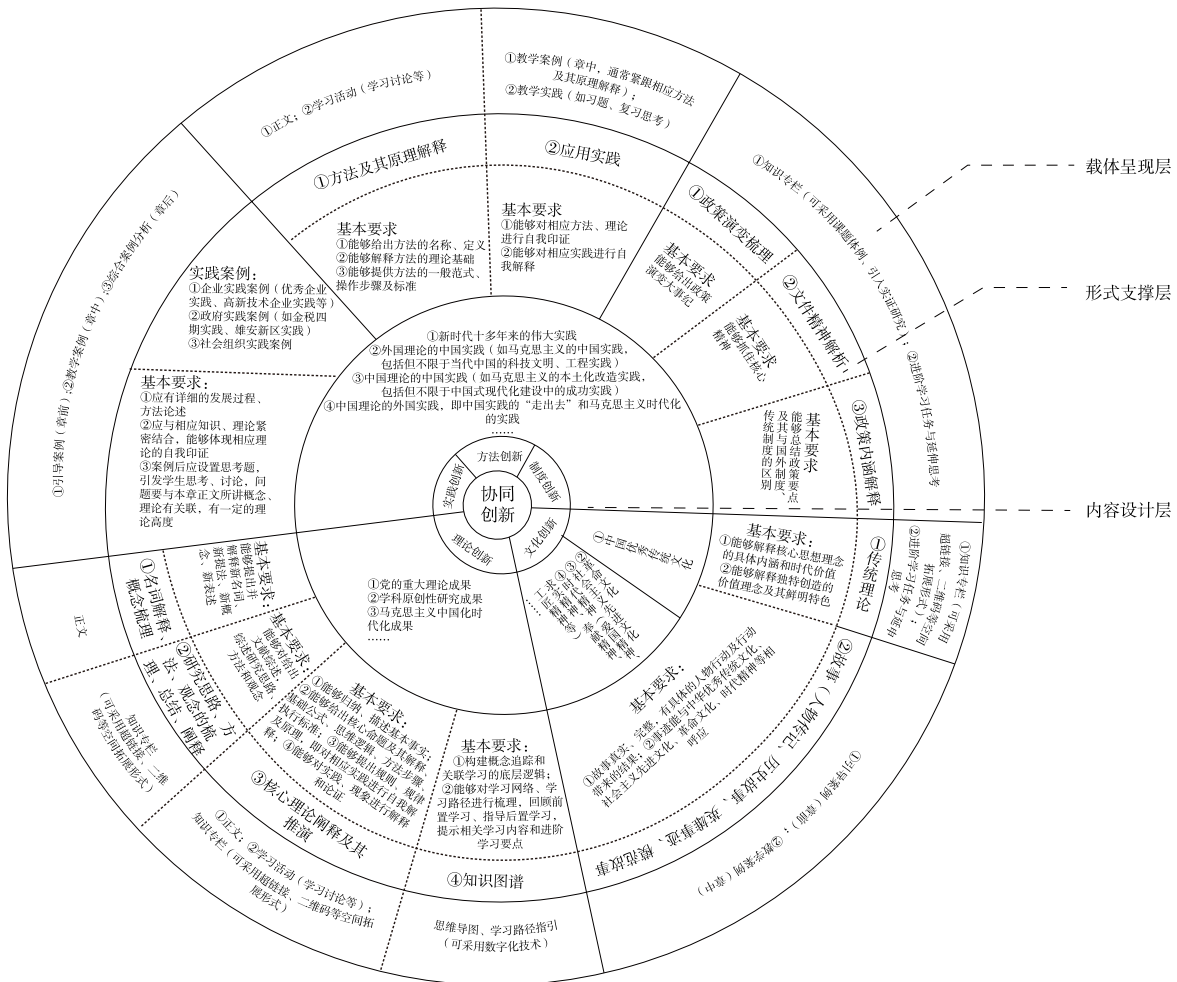 载体呈现层
形式支撑层
内容设计层
协同
创新
方法创新
制度创新
文化创新
理论创新
实践创新
①新时代十多年来的伟大实践
②外国理论的中国实践（如马克思主义的中国实践，
包括但不限于当代中国的科技文明、工程实践）
③中国理论的中国实践（如马克思主义的本土化改造实践，
包括但不限于中国式现代化建设中的成功实践）
④中国理论的外国实践，即中国实践的“走出去”和马克思主义时代化
的实践
……
①党的重大理论成果
②学科原创性研究成果
③马克思主义中国化时
代化成果
……
①中国优秀传统文化
②革命文化
③社会主义先进文化
①方法及其原理解释
基本要求
①能够给出方法的名称、定义
②能够解释方法的理论基础
③能够提供方法的一般范式、
操作步骤及标准
①正文；②学习活动（学习讨论等）
②应用实践
基本要求
①能够对相应方法、理论
进行自我印证
②能够对相应实践进行自
我解释
①教学案例（章中，通常紧跟相应方法
及其原理解释）；
②教学实践（如习题、复习思考）
①政策演变梳理
基本要求
能够给出政策
演变大事纪
②文件精神解析
基本要求
能够抓住核心
精神
③政策内涵解释
基本要求
能够总结政策要点
及其与国外制度、
传统制度的区别
①知识专栏（可采用课题体例、引入实证研究）；②进阶学习任务与延伸思考
①传统理论
基本要求：
①能够解释核心思想理念
的具体内涵和时代价值
②能够解释独特创造的
价值理念及其鲜明特色
①知识专栏（可采用
超链接、二维码等空间
拓展形式）；
②进阶学习任务与延申
思考
②故事（人物传记、历史故事、英雄事迹、模范故事
基本要求：
①故事真实、完整，有具体的人物行动及行动
带来的结果；②事迹能与中华优秀传统文化、
社会主义先进文化、革命文化、时代精神等相
呼应
①引导案例（章前）；②教学案例（章中）
④知识图谱
基本要求：
①构建概念追踪和
关联学习的底层逻辑；
②能够对学习网络、学
习路径进行梳理，回顾前
置学习、指导后置学习，
提示相关学习内容和进阶
学习要点
思维导图、学习路径指引
（可采用数字化技术）
③核心理论阐释及其
推演
基本要求：
①能够归纳、描述基本事实；
②能够给出核心命题及其解释、
基础公式、思维逻辑、方法步骤、
执行标准；③能够提出规则、规律
及原理，即对相应实践进行自我解
释；④能够对实践、现象进行解释
和论证
①正文；②学习活动（学习讨论等）；
知识专栏（可采用超链接、二维码等空间拓
展形式）
②研究思路、方
法、观念的梳
理、总结、阐释
基本要求：
能够对给出
文献综述，
综述研究思路、
方法和观念
知识专栏
（可采用超链接、二维
码等空间拓展形式）
①名词解释、
概念梳理
基本要求：
能够提出并
解释新名词、
新提法、新概
念、新表述
正文
实践案例：
①企业实践案例（优秀企业
实践、高新技术企业实践等）
②政府实践案例（如金税四
期实践、雄安新区实践）
③社会组织实践案例
基本要求：
①应有详细的发展过程、
方法论述
②应与相应知识、理论紧
密结合，能够体现相应理
论的自我印证
③案例后应设置思考题，
引发学生思考、讨论，问
题要与本章正文所讲概念、
理论有关联，有一定的理
论高度
①引导案例（章前）；②教学案例（章中）；③综合案例分析（章后）